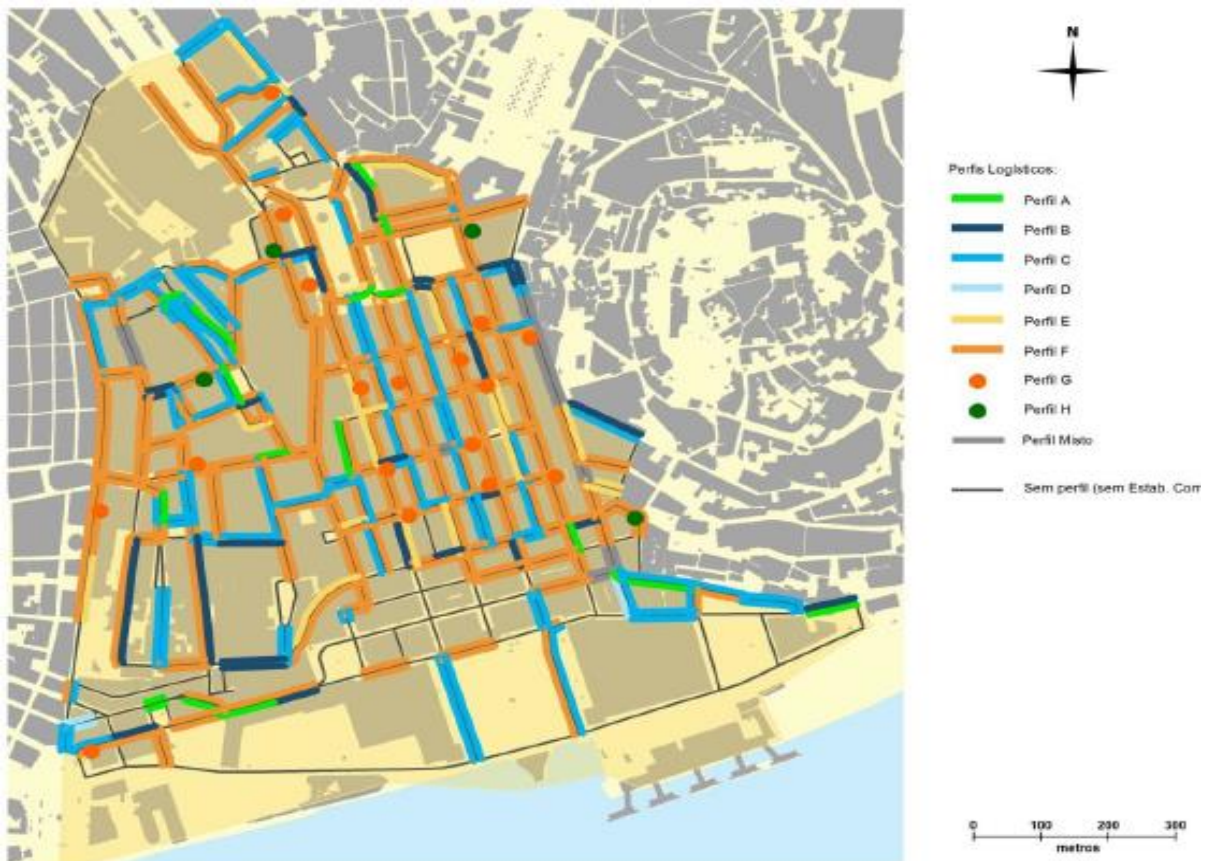 N
Perfis Logísticos:
Perfil A
Perfil B
Perfil C
Perfil D
Perfil E
Perfil F
Perfil G
Perfil H
Perfil Misto
Sem perfil (sem Estab. Com
0 100 200 300
metros